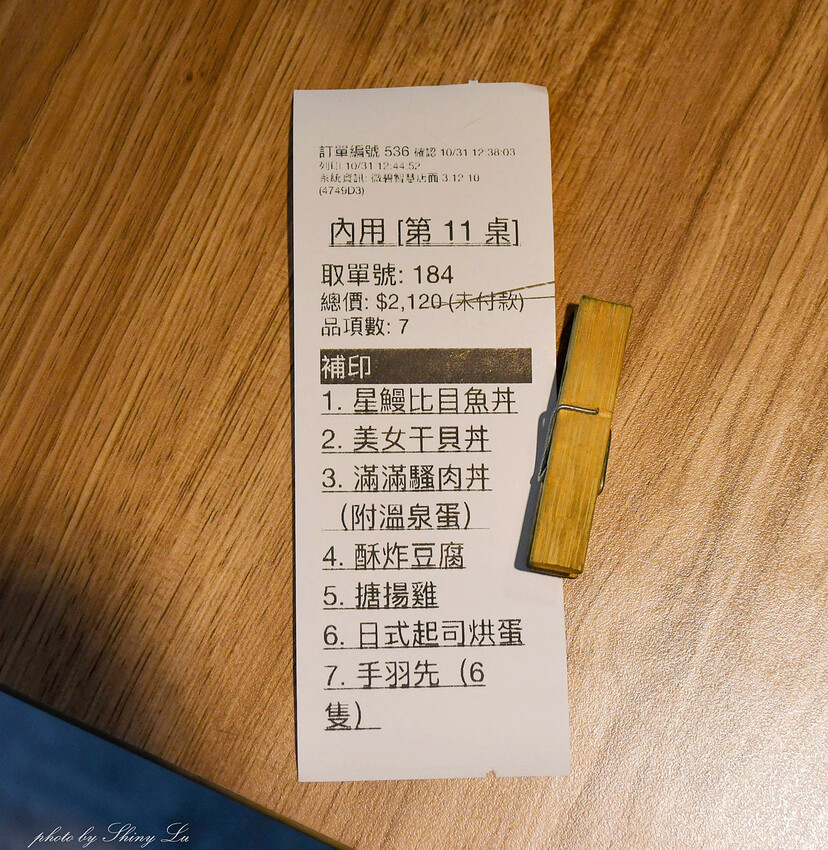 訂單編號 536 確認 10/31 12:38:03
列印 10/31 12:44:52
系統資訊: 微碧智慧店面 3.12.10
(4749D3)
內用 [第 11 桌]
取單號: 184
總價: $2,120 (未付款)
品項數: 7
補印
1. 星鰻比目魚丼
2. 美女干貝丼
3. 滿滿騷肉丼
（附溫泉蛋）
4. 酥炸豆腐
5. 搪揚雞
6. 日式起司烘蛋
7. 手羽先（6
隻）
photo by Shiny Lu